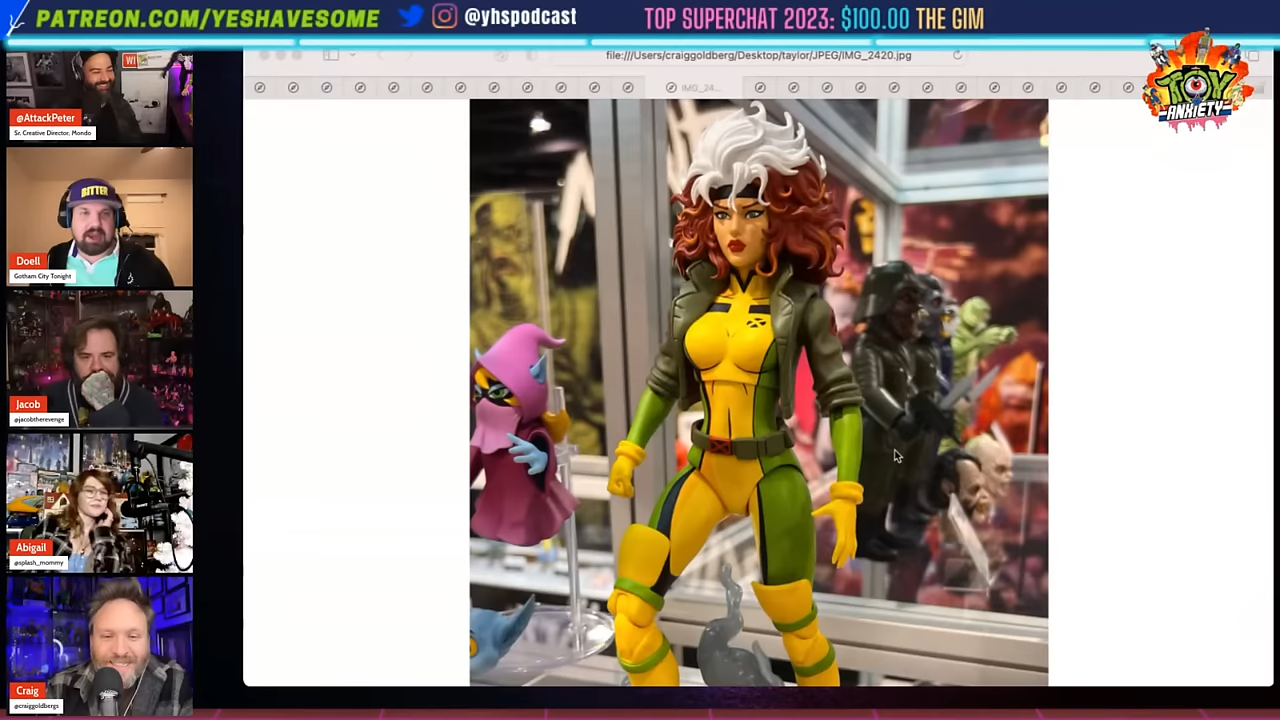 PATREON.COM/YESHAVESOME
@yhspodcast
TOP SUPERCHAT 2023: $100.00 THE GIM
file:///Users/craiggoldberg/Desktop/taylor/JPEG/IMG_2420.jpg
IMG_24...
TOY
ANXIETY
@AttackPeter
Sr. Creative Director, Mondo
BITTER
Doell
Gotham City Tonight
Jacob
@jacobtherevenge
Abigail
@splash_mommy
Craig
@craiggoldbergs